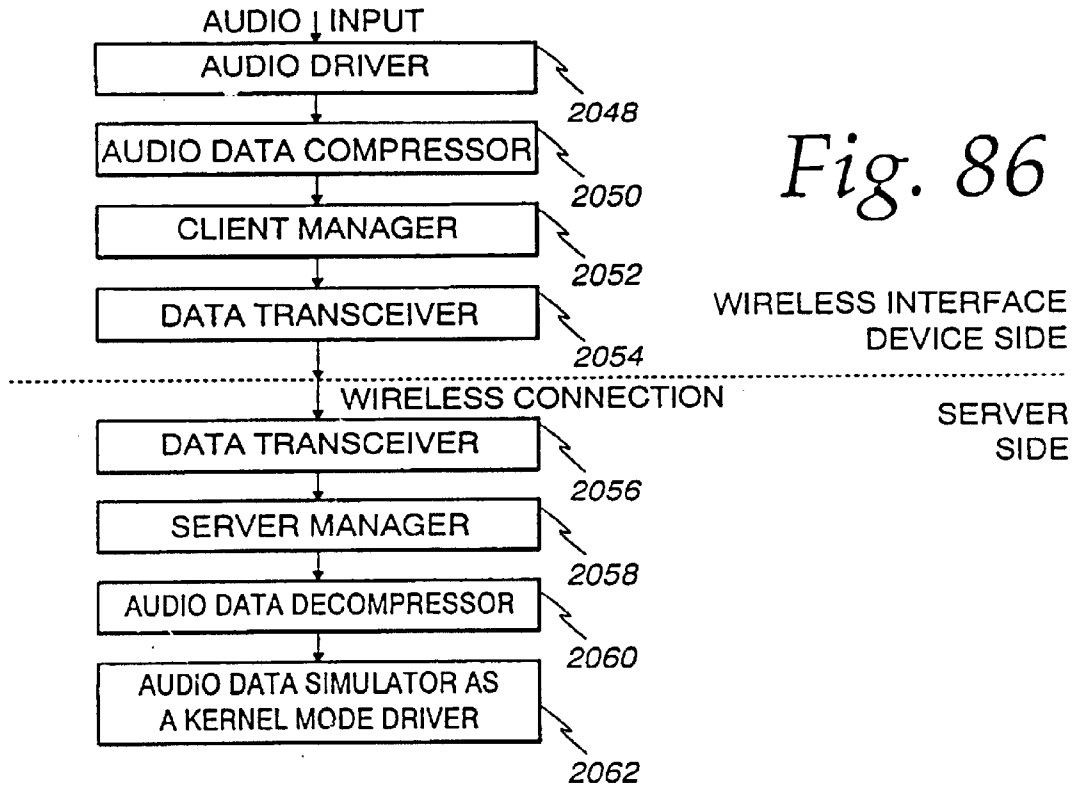 AUDIO INPUT
AUDIO DRIVER
2048
AUDIO DATA COMPRESSOR
2050
Fig. 86
CLIENT MANAGER
2052
DATA TRANSCEIVER
2054
WIRELESS INTERFACE
DEVICE SIDE
WIRELESS CONNECTION
SERVER
SIDE
DATA TRANSCEIVER
2056
SERVER MANAGER
2058
AUDIO DATA DECOMPRESSOR
2060
AUDIO DATA SIMULATOR AS
A KERNEL MODE DRIVER
2062